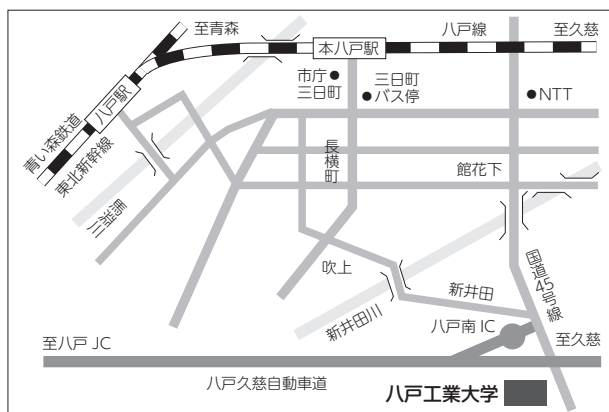 至青森
本八戸駅
八戸線
至久慈
八戸駅
市庁
三日町
三日町
バス停
NTT
青い森鉄道
東北新幹線
馬淵川
長横町
館花下
吹上
新井田川
新井田
国道45号線
八戸南IC
至八戸JC
至久慈
八戸久慈自動車道
八戸工業大学